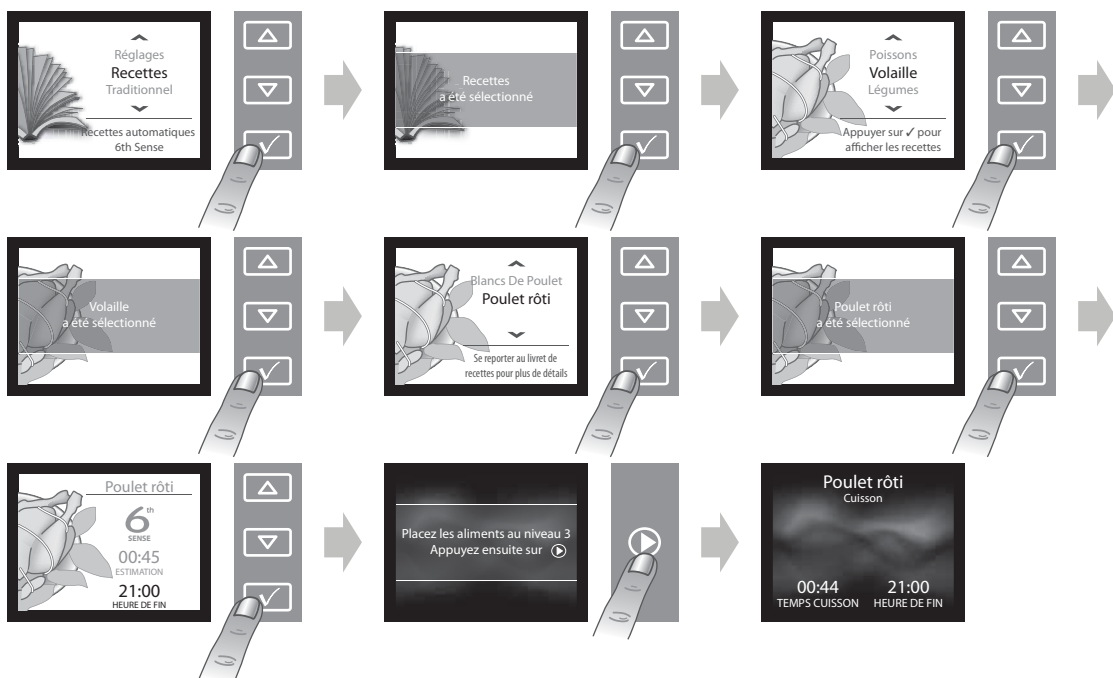 Réglages
Recettes
Traditionnel
Recettes automatiques
6th Sense
Recettes
a été sélectionné
Poissons
Volaille
Légumes
Appuyer sur ✓ pour
afficher les recettes
Volaille
a été sélectionné
Blancs De Poulet
Poulet rôti
Se reporter au livret de
recettes pour plus de détails
Poulet rôti
a été sélectionné
Poulet rôti
6th
SENSE
00:45
ESTIMATION
21:00
HEURE DE FIN
Placez les aliments au niveau 3
Appuyez ensuite sur
Poulet rôti
Cuisson
00:44 21:00
TEMPS CUISSON HEURE DE FIN